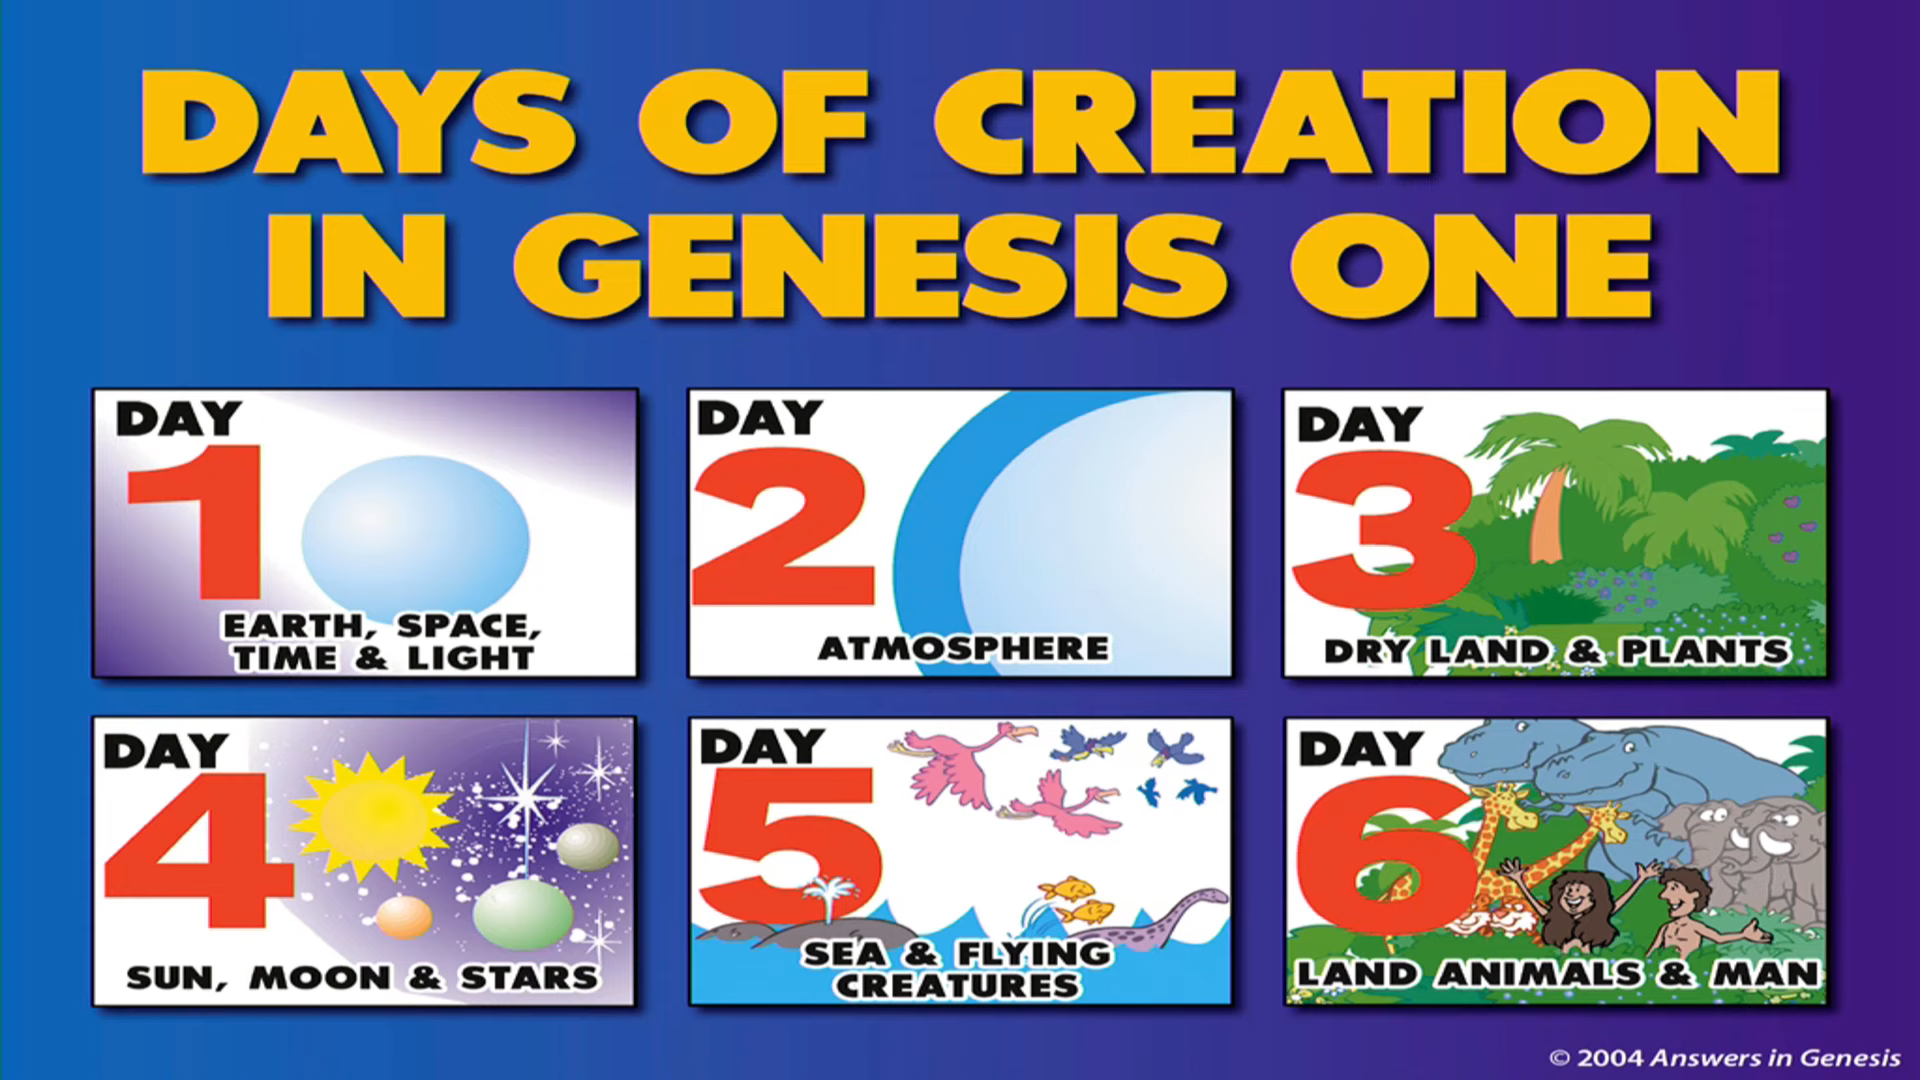 DAYS OF CREATION
IN GENESIS ONE
DAY
1
EARTH, SPACE,
TIME & LIGHT
DAY
2
ATMOSPHERE
DAY
3
DRY LAND & PLANTS
DAY
4
SUN, MOON & STARS
DAY
5
SEA & FLYING
CREATURES
DAY
6
LAND ANIMALS & MAN
© 2004 Answers in Genesis